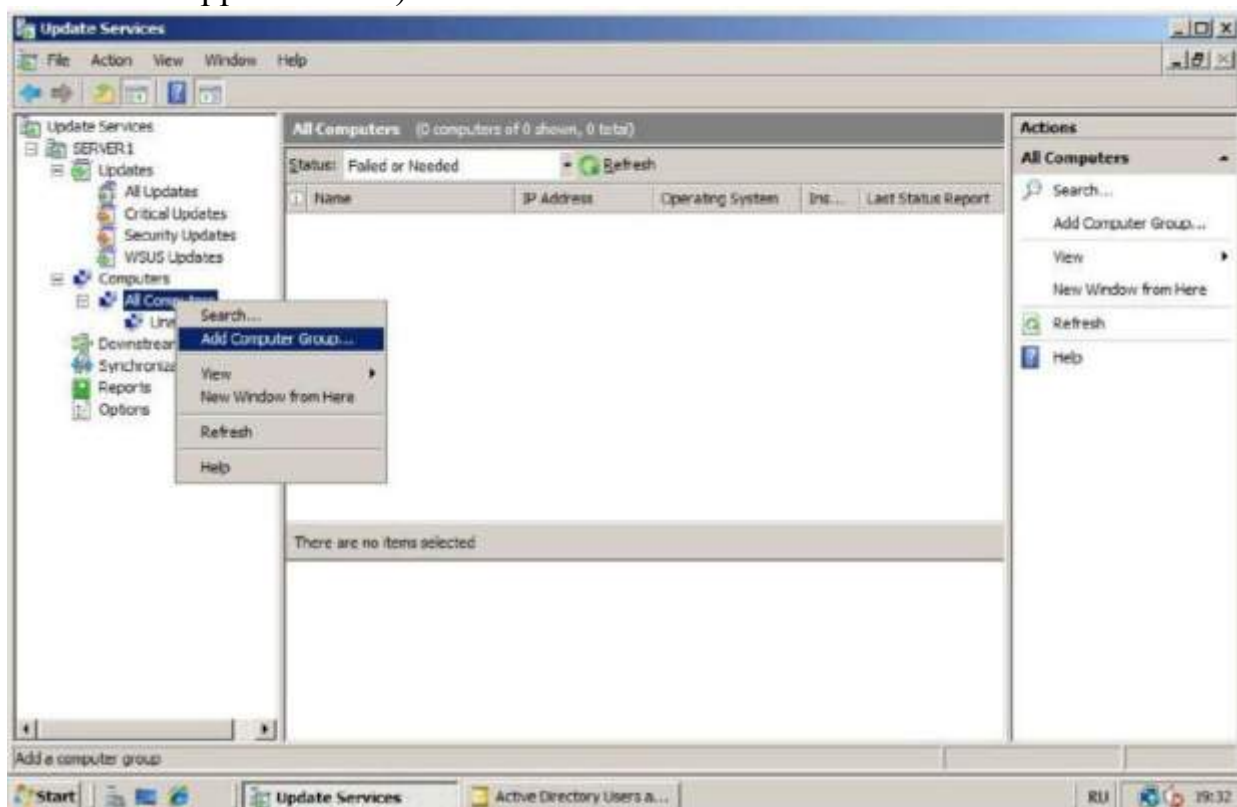 Update Services
File Action View Window Help
Update Services
SERVER1
Updates
All Updates
Critical Updates
Security Updates
WSUS Updates
Computers
All Computers
Downstream
Reports
Options
Search...
Add Computer Group...
View
New Window from Here
Refresh
Help
All Computers (0 computers of 0 shown, 0 total)
Status: Failed or Needed Refresh
Name IP Address Operating System Ins... Last Status Report
There are no items selected
Actions
All Computers
Search...
Add Computer Group...
View
New Window from Here
Refresh
Help
Add a computer group
Start Update Services Active Directory Users a... RU 19:32